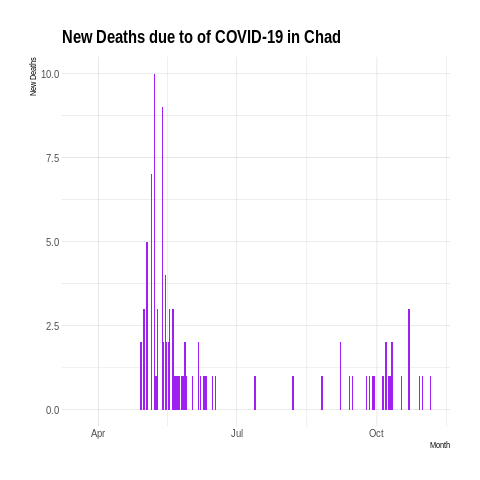 New Deaths due to of COVID-19 in Chad
New Deaths
10.0
7.5
5.0
2.5
0.0
Apr
Jul
Oct
Month